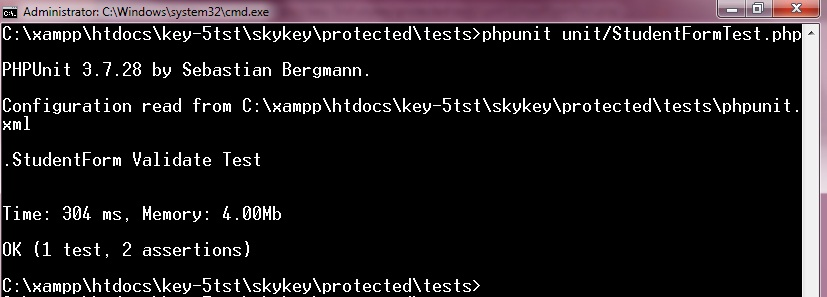 Administrator: C:\Windows\system32\cmd.exe
C:\xampp\htdocs\key-5tst\skykey\protected\tests>phpunit unit/StudentFormTest.php
PHPUnit 3.7.28 by Sebastian Bergmann.
Configuration read from C:\xampp\htdocs\key-5tst\skykey\protected\tests\phpunit.
xml
.StudentForm Validate Test
Time: 304 ms, Memory: 4.00Mb
OK (1 test, 2 assertions)
C:\xampp\htdocs\key-5tst\skykey\protected\tests>